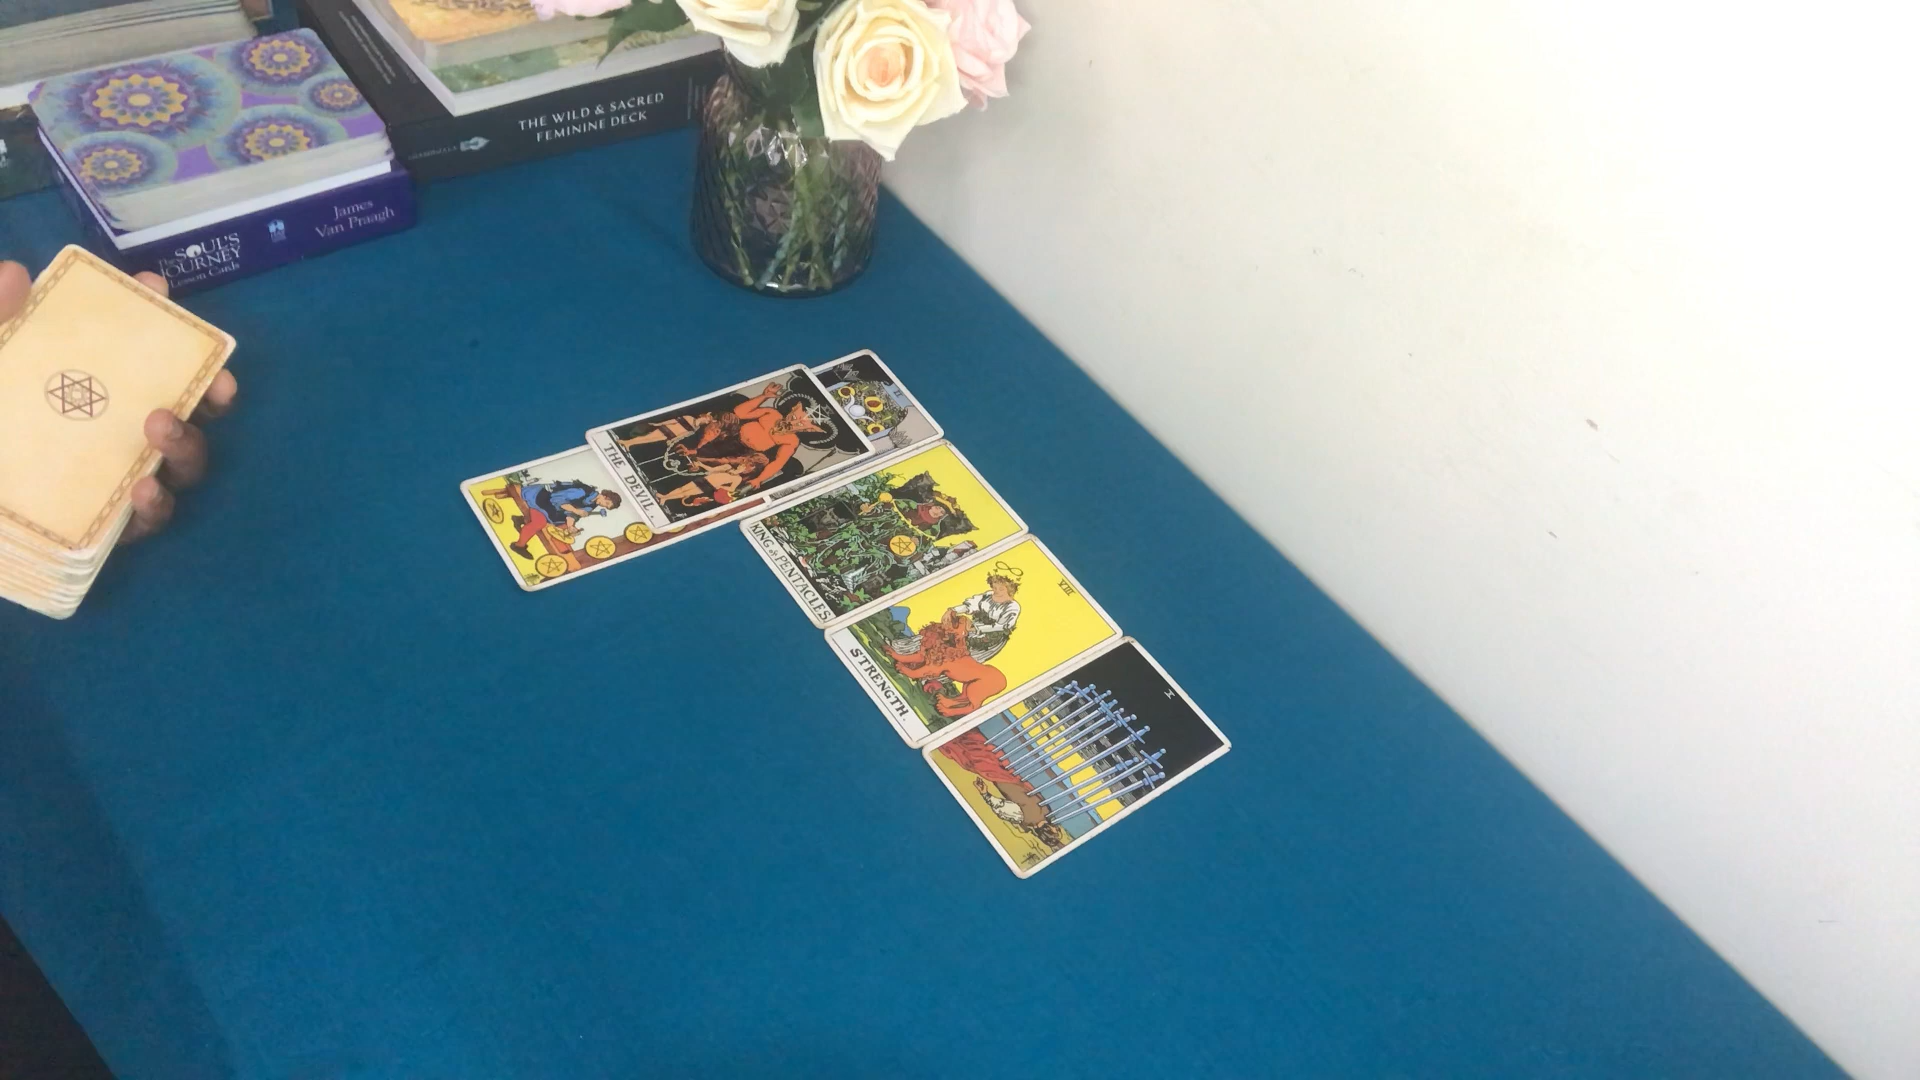 THE WILD & SACRED
FEMININE DECK
James
Van Praagh
The
SOUL'S
JOURNEY
Lesson Cards
THE DEVIL.
KING of PENTACLES.
VIII
STRENGTH.
X